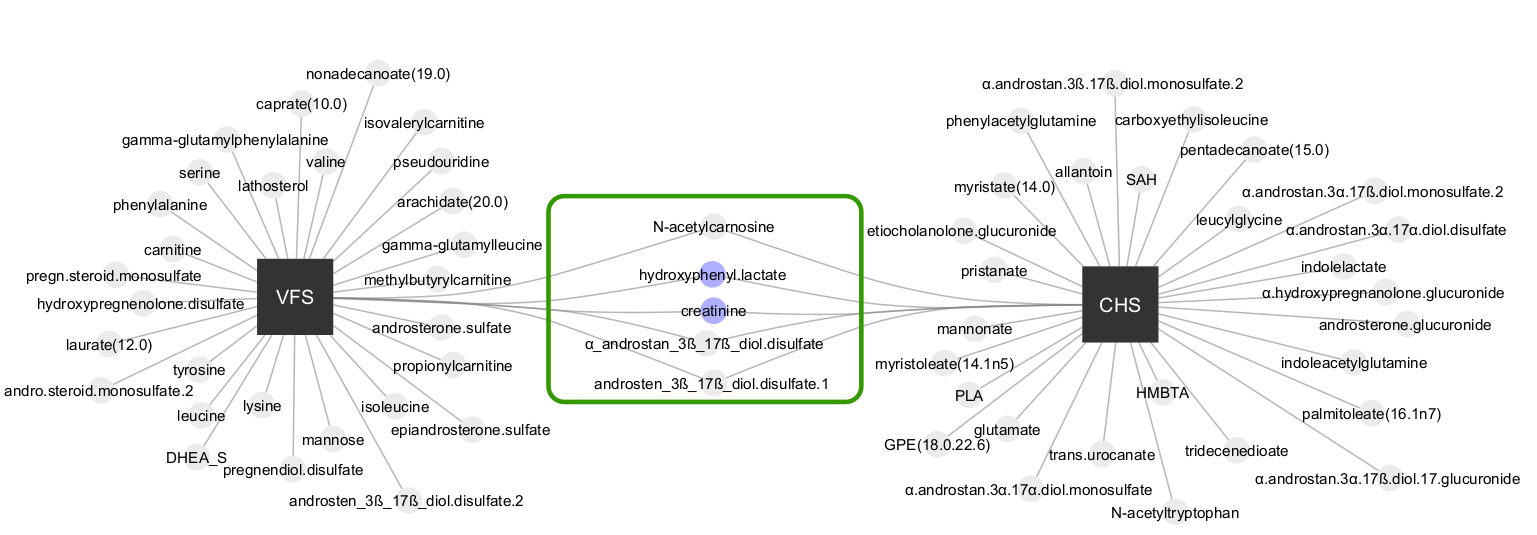 nonadecanoate(19.0)
caprate(10.0)
isovalerylcarnitine
gamma-glutamylphenylalanine
valine
pseudouridine
serine
lathosterol
phenylalanine
arachidate(20.0)
carnitine
gamma-glutamylleucine
pregn.steroid.monosulfate
methylbutyrylcarnitine
VFS
hydroxypregnenolone.disulfate
androsterone.sulfate
laurate(12.0)
propionylcarnitine
tyrosine
andro.steroid.monosulfate.2
lysine
isoleucine
leucine
epiandrosterone.sulfate
mannose
DHEA_S
pregnendiol.disulfate
androsten_3ß_17ß_diol.disulfate.2
N-acetylcarnosine
hydroxyphenyl.lactate
creatinine
α_androstan_3ß_17ß_diol.disulfate
androsten_3ß_17ß_diol.disulfate.1
α.androstan.3ß.17ß.diol.monosulfate.2
phenylacetylglutamine
carboxyethylisoleucine
pentadecanoate(15.0)
allantoin
SAH
myristate(14.0)
α.androstan.3α.17ß.diol.monosulfate.2
leucylglycine
etiocholanolone.glucuronide
α.androstan.3α.17α.diol.disulfate
pristanate
indolelactate
α.hydroxypregnanolone.glucuronide
CHS
mannonate
androsterone.glucuronide
myristoleate(14.1n5)
indoleacetylglutamine
PLA
HMBTA
palmitoleate(16.1n7)
glutamate
GPE(18.0.22.6)
trans.urocanate
tridecenedioate
α.androstan.3α.17ß.diol.17.glucuronide
α.androstan.3α.17α.diol.monosulfate
N-acetyltryptophan